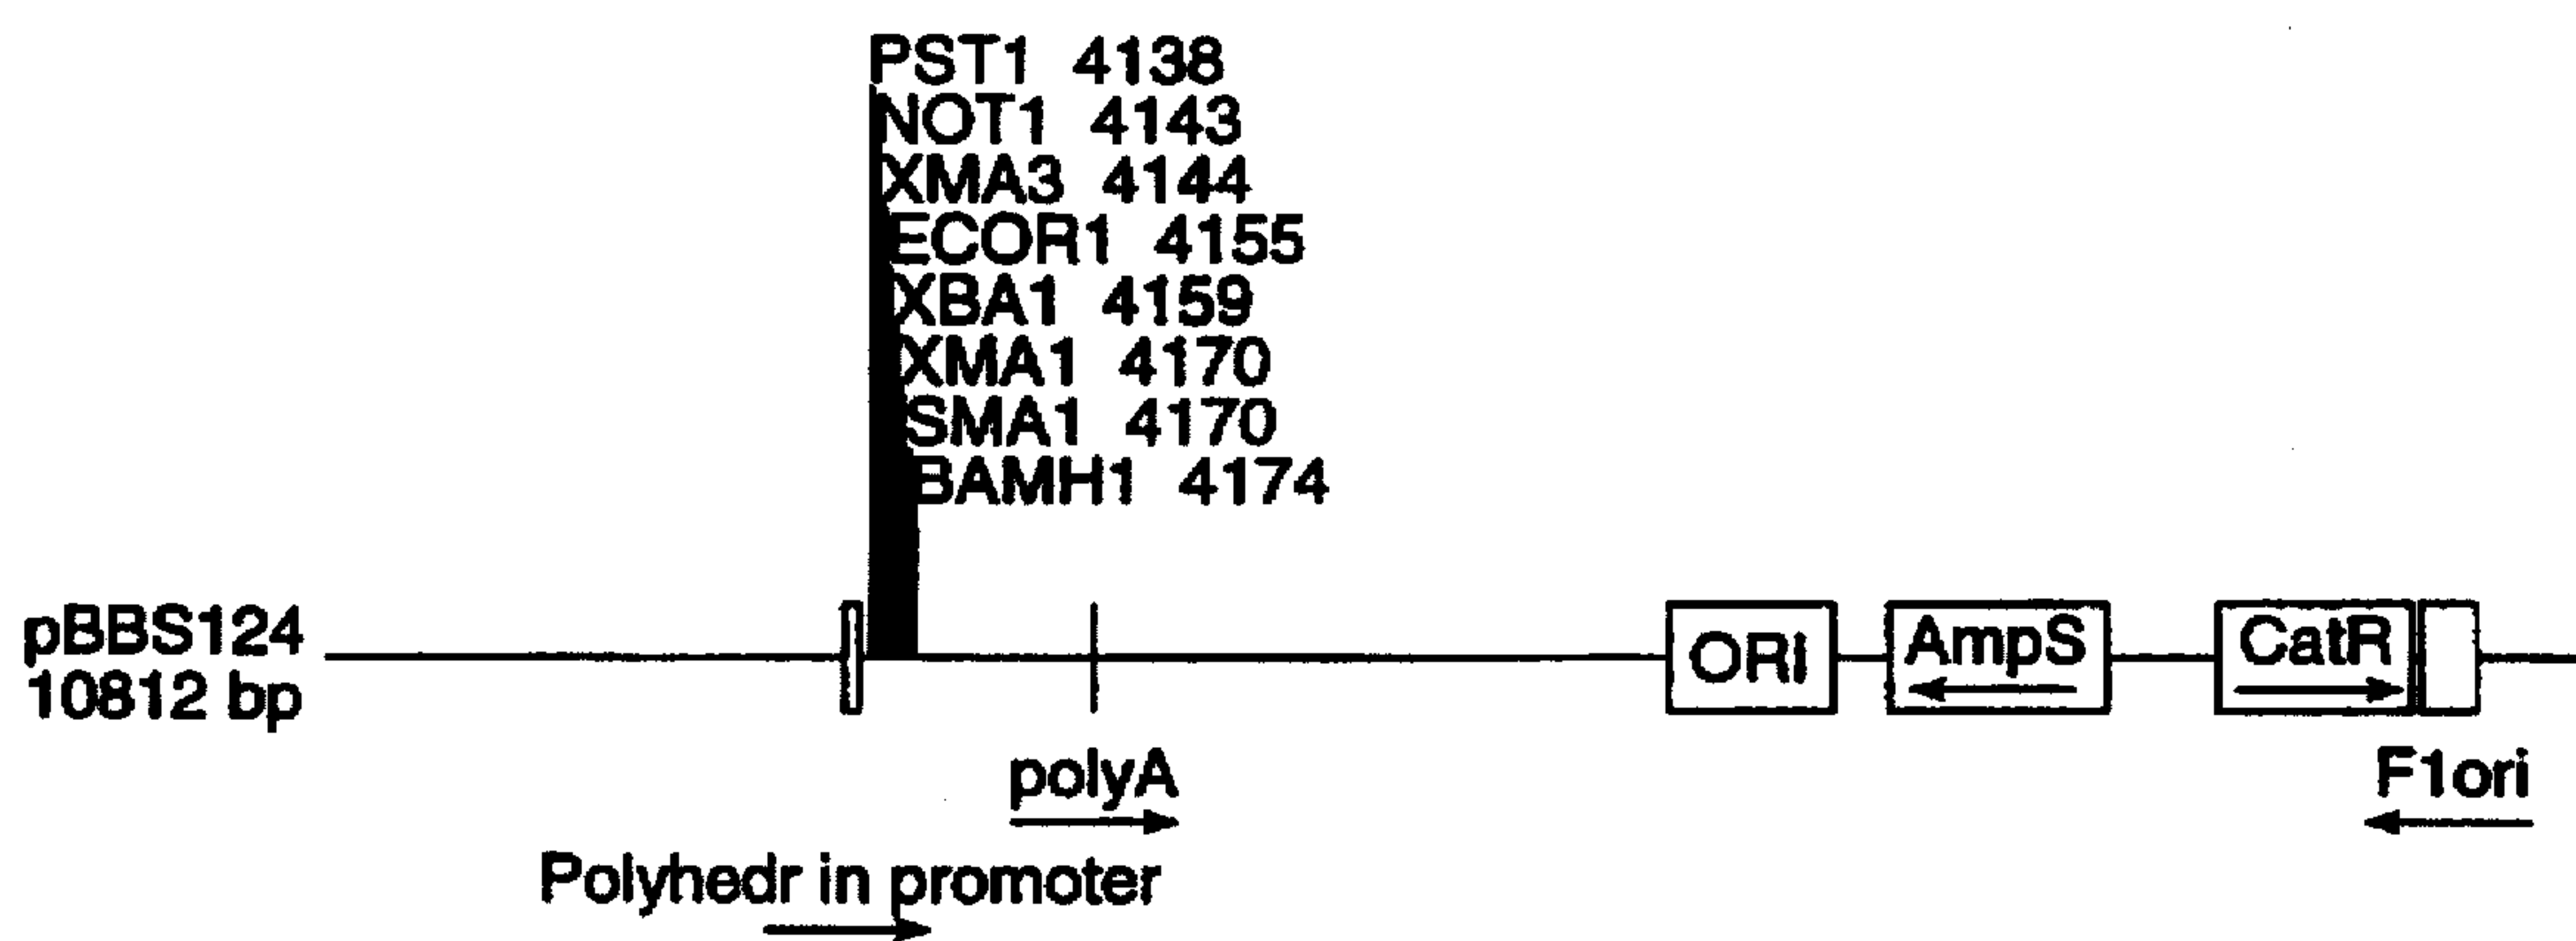 PST1 4138
NOT1 4143
XMA3 4144
ECOR1 4155
XBA1 4159
XMA1 4170
SMA1 4170
BAMH1 4174
pBBS124
10812 bp
ORI
AmpS
CatR
polyA
F1ori
Polyhedr in promoter